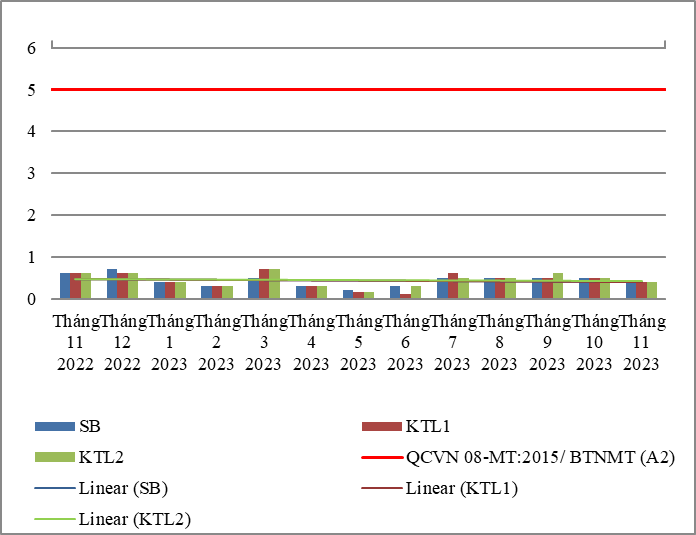 6
5
4
3
2
1
0
Tháng Tháng Tháng Tháng Tháng Tháng Tháng Tháng Tháng Tháng Tháng Tháng Tháng
11 12 1 2 3 4 5 6 7 8 9 10 11
2022 2022 2023 2023 2023 2023 2023 2023 2023 2023 2023 2023 2023
SB KTL1
KTL2 QCVN 08-MT:2015/ BTNMT (A2)
Linear (SB) Linear (KTL1)
Linear (KTL2)